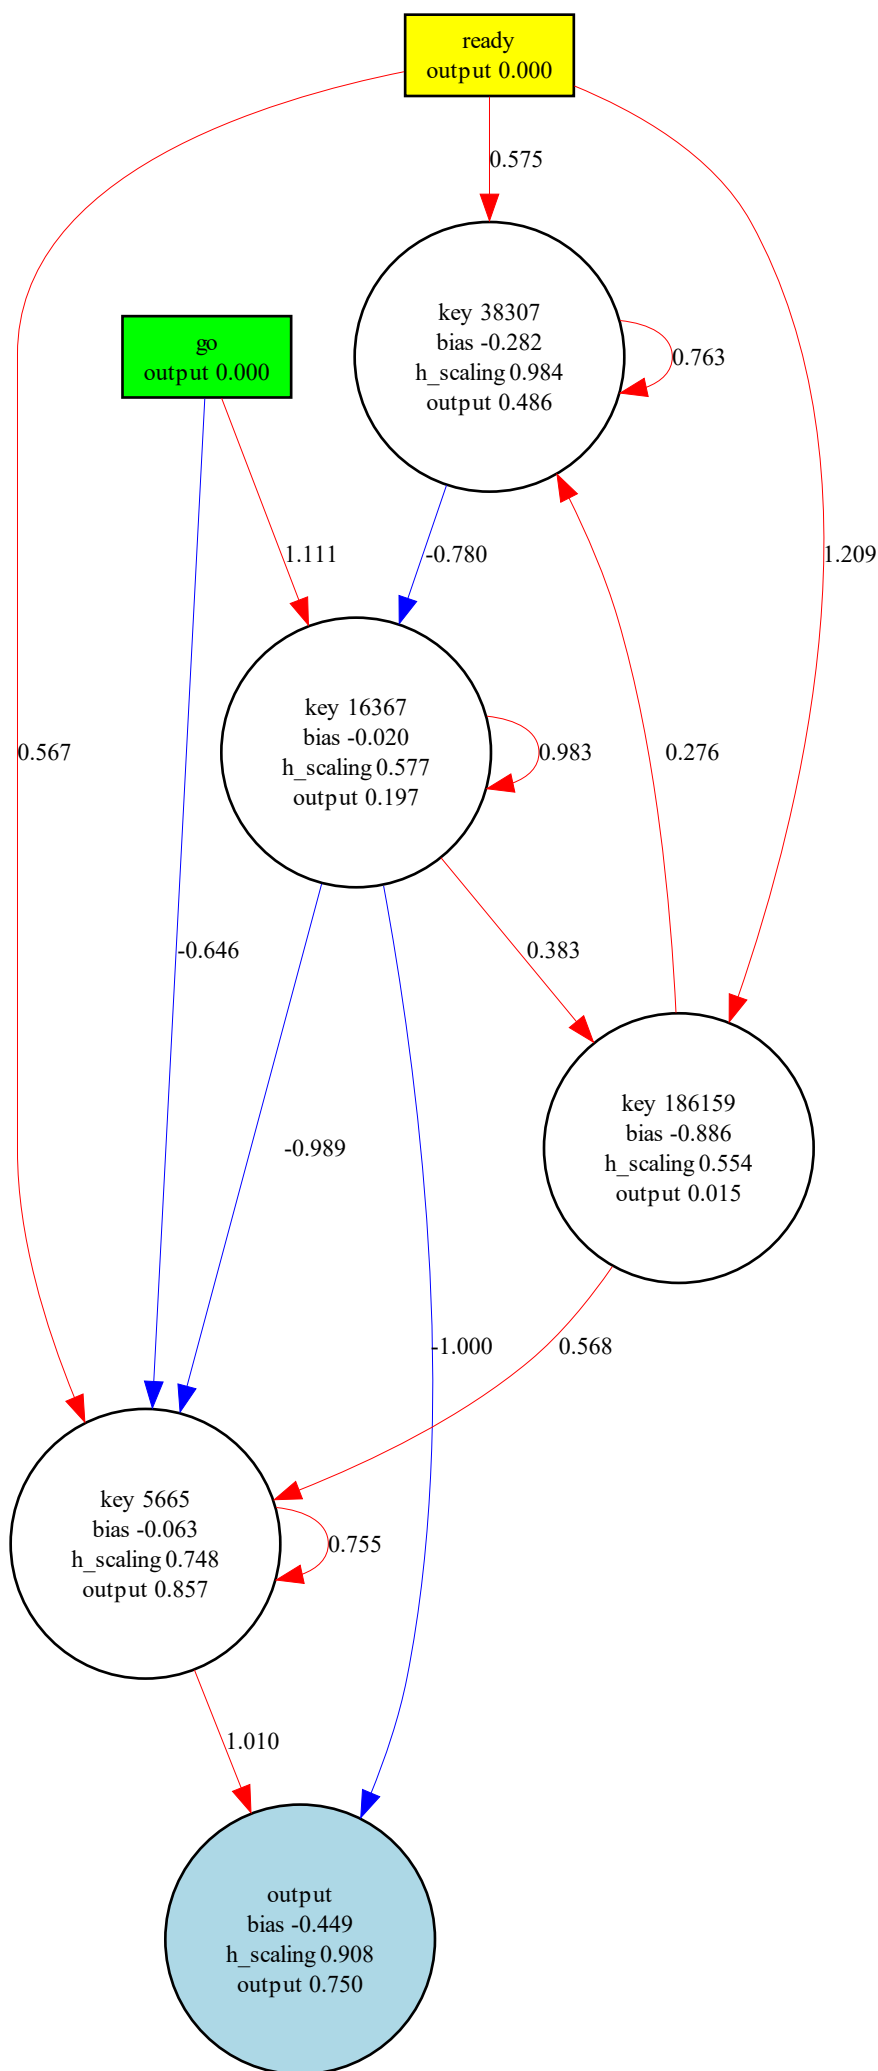 ready
output 0.000
0.575
go
output 0.000
key 38307
bias -0.282
h_scaling 0.984
output 0.486
0.763
1.111
-0.780
1.209
key 16367
bias -0.020
h_scaling 0.577
output 0.197
0.567
0.983
0.276
-0.646
0.383
key 186159
bias -0.886
h_scaling 0.554
output 0.015
-0.989
-1.000
0.568
key 5665
bias -0.063
h_scaling 0.748
output 0.857
0.755
1.010
output
bias -0.449
h_scaling 0.908
output 0.750